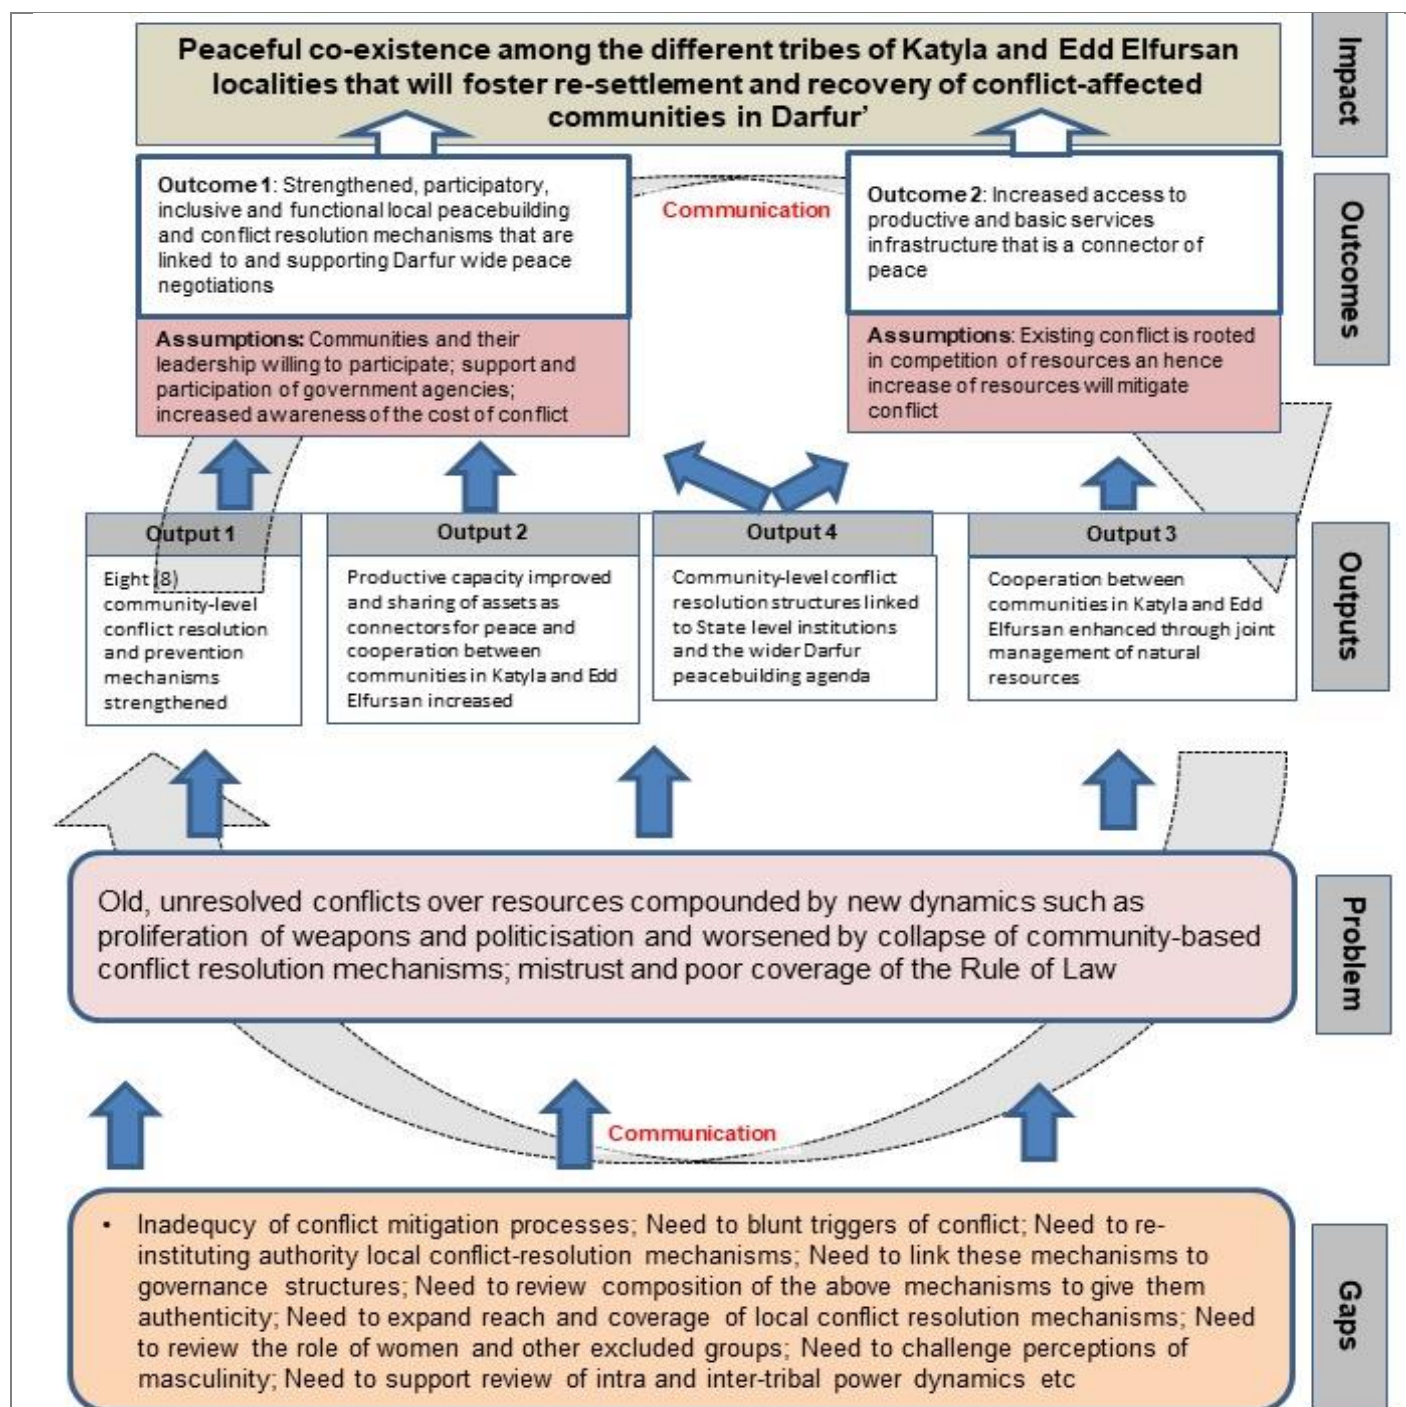 Peaceful co-existence among the different tribes of Katyla and Edd Elfursan
localities that will foster re-settlement and recovery of conflict-affected
communities in Darfur’
Impact
Outcome 1: Strengthened, participatory,
inclusive and functional local peacebuilding
and conflict resolution mechanisms that are
linked to and supporting Darfur wide peace
negotiations
Communication
Outcome 2: Increased access to
productive and basic services
infrastructure that is a connector of
peace
Outcomes
Assumptions: Communities and their
leadership willing to participate; support and
participation of government agencies;
increased awareness of the cost of conflict
Assumptions: Existing conflict is rooted
in competition of resources an hence
increase of resources will mitigate
conflict
Output 1
Eight (8)
community-level
conflict resolution
and prevention
mechanisms
strengthened
Output 2
Productive capacity improved
and sharing of assets as
connectors for peace and
cooperation between
communities in Katyla and Edd
Elfursan increased
Output 4
Community-level conflict
resolution structures linked
to State level institutions
and the wider Darfur
peacebuilding agenda
Output 3
Cooperation between
communities in Katyla and Edd
Elfursan enhanced through joint
management of natural
resources
Outputs
Old, unresolved conflicts over resources compounded by new dynamics such as
proliferation of weapons and politicisation and worsened by collapse of community-based
conflict resolution mechanisms; mistrust and poor coverage of the Rule of Law
Problem
Communication
• Inadequcy of conflict mitigation processes; Need to blunt triggers of conflict; Need to re-
instituting authority local conflict-resolution mechanisms; Need to link these mechanisms to
governance structures; Need to review composition of the above mechanisms to give them
authenticity; Need to expand reach and coverage of local conflict resolution mechanisms; Need
to review the role of women and other excluded groups; Need to challenge perceptions of
masculinity; Need to support review of intra and inter-tribal power dynamics etc
Gaps